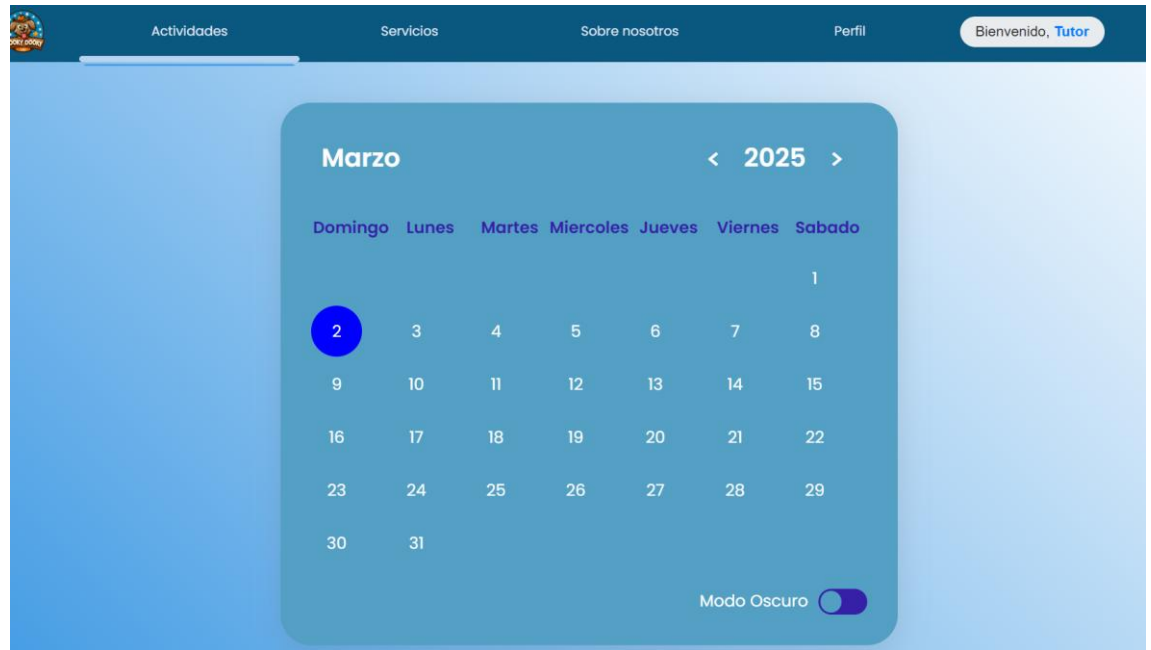 Actividades Servicios Sobre nosotros Perfil Bienvenido, Tutor
Marzo < 2025 >
Domingo Lunes Martes Miercoles Jueves Viernes Sabado
1
2 3 4 5 6 7 8
9 10 11 12 13 14 15
16 17 18 19 20 21 22
23 24 25 26 27 28 29
30 31
Modo Oscuro